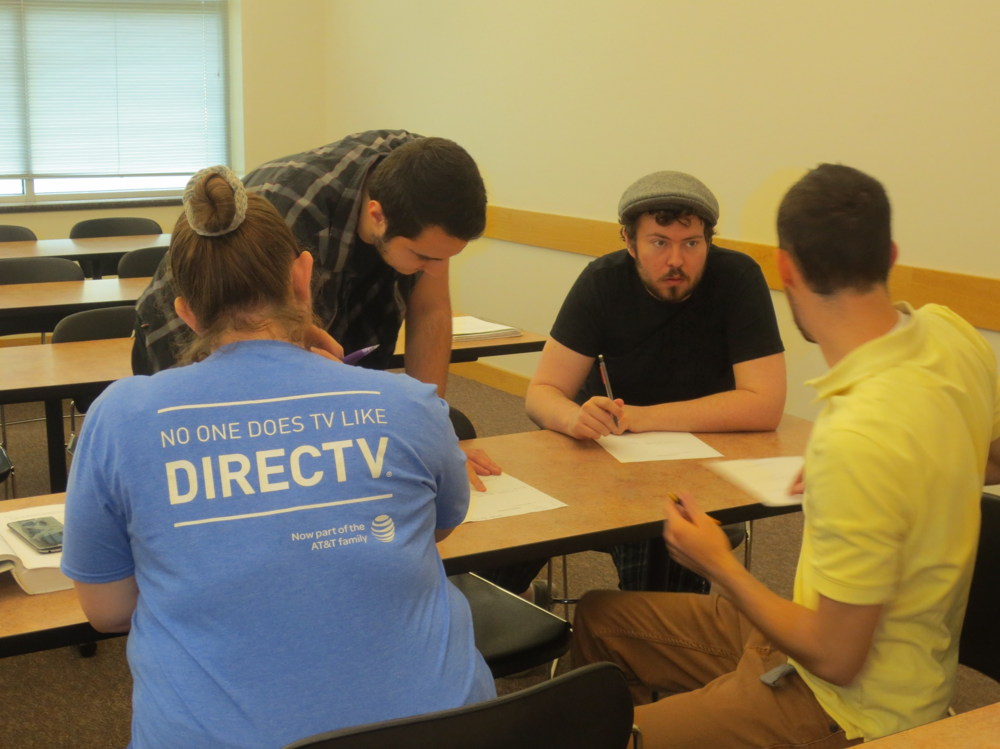 NO ONE DOES TV LIKE
DIRECTV®
Now part of the
AT&T family